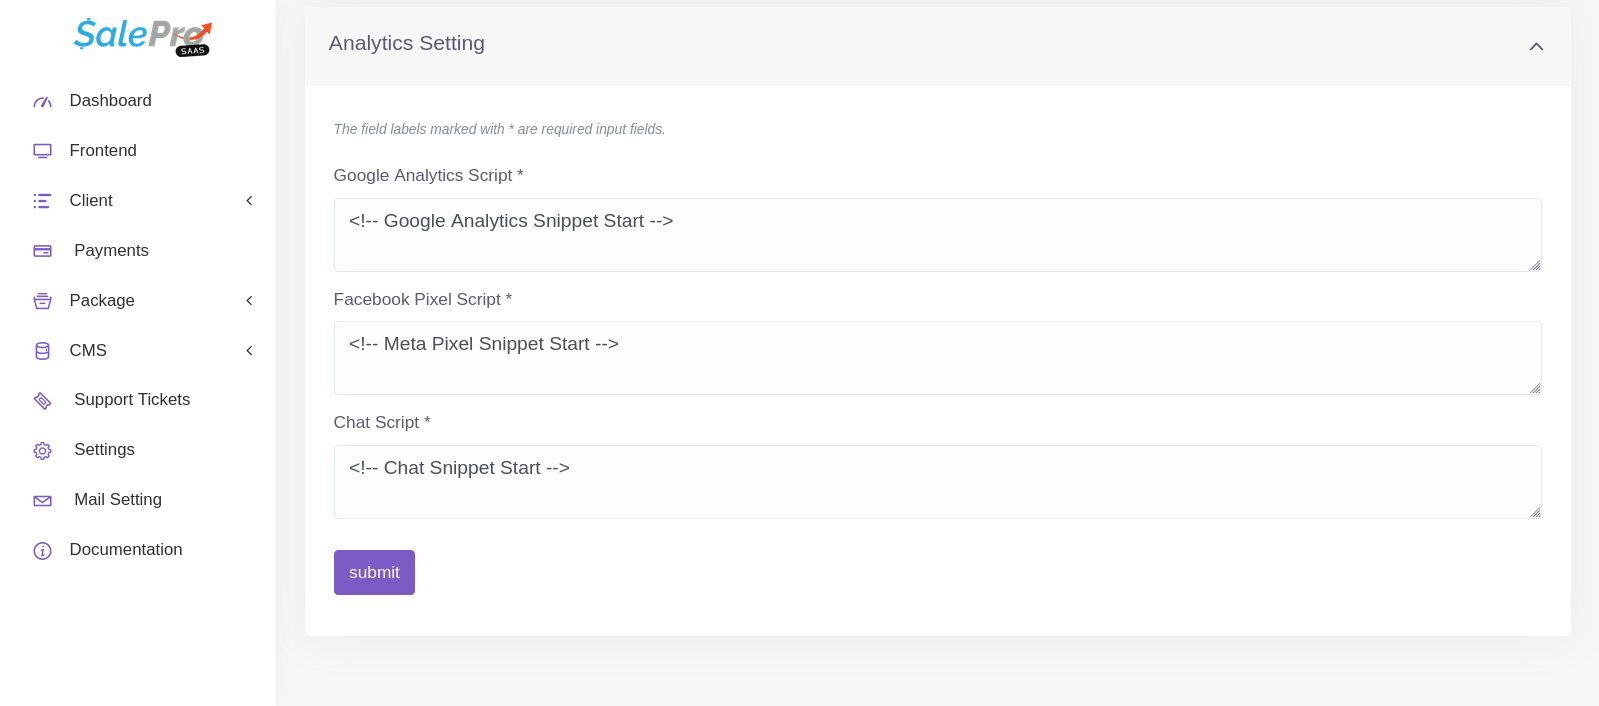 SalePro
SAAS
Dashboard
Frontend
Client
Payments
Package
CMS
Support Tickets
Settings
Mail Setting
Documentation
Analytics Setting
The field labels marked with * are required input fields.
Google Analytics Script *
<!-- Google Analytics Snippet Start -->
Facebook Pixel Script *
<!-- Meta Pixel Snippet Start -->
Chat Script *
<!-- Chat Snippet Start -->
submit